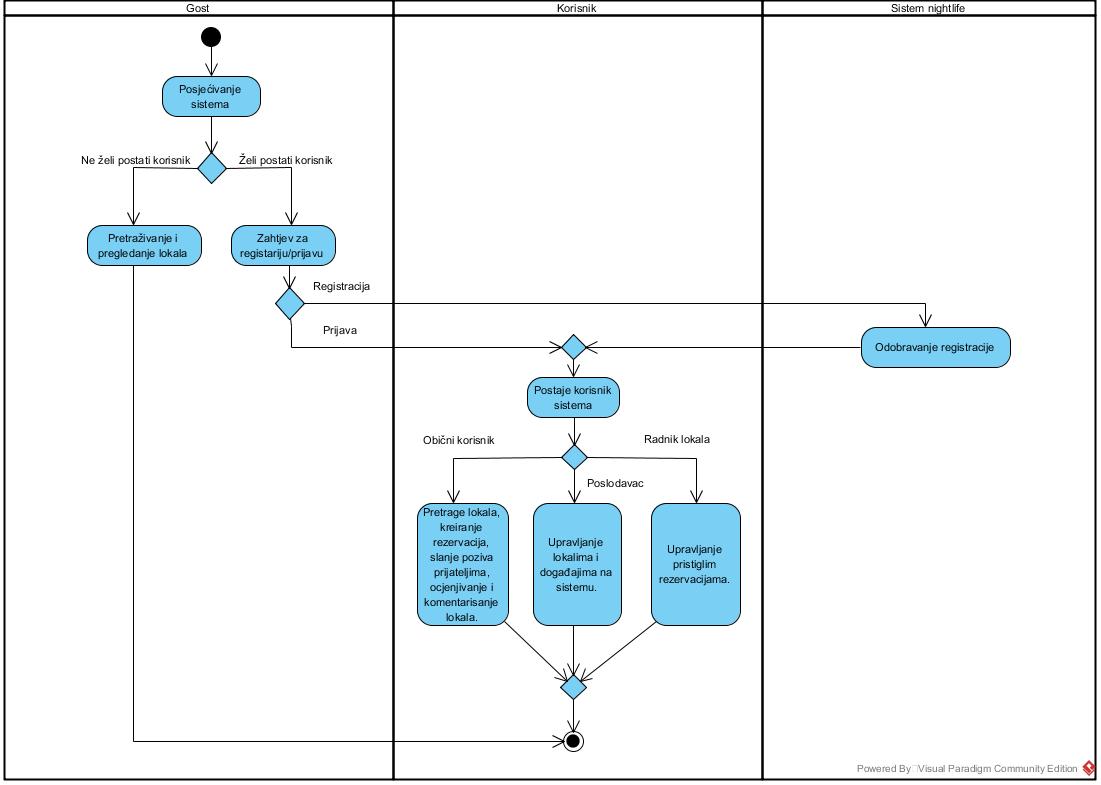 Gost
Korisnik
Sistem nightlife
Posjećivanje
sistema
Ne želi postati korisnik
Želi postati korisnik
Pretraživanje i
pregledanje lokala
Zahtjev za
registariju/prijavu
Registracija
Prijava
Odobravanje registracije
Postaje korisnik
sistema
Obični korisnik
Radnik lokala
Poslodavac
Pretrage lokala,
kreiranje
rezervacija,
slanje poziva
prijateljima,
ocjenjivanje i
komentarisanje
lokala.
Upravljanje
lokalima i
događajima na
sistemu.
Upravljanje
pristiglim
rezervacijama.
Powered By Visual Paradigm Community Edition